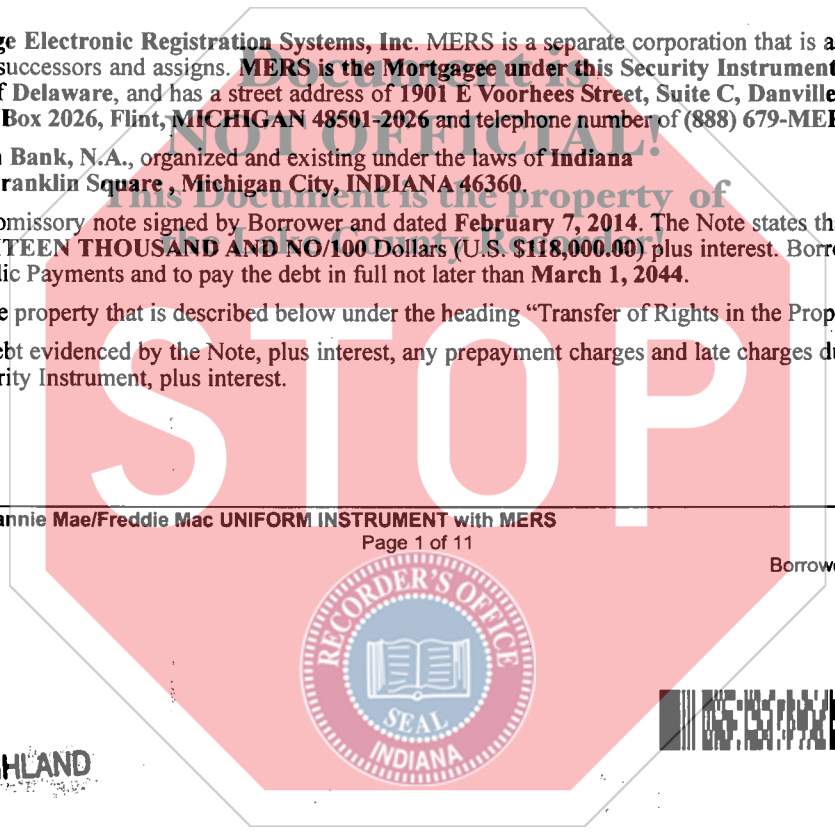 ge Electronic Registration Systems, Inc. MERS is a separate corporation that is a
successors and assigns. MERS is the Mortgagee under this Security Instrument
f Delaware, and has a street address of 1901 E Voorhees Street, Suite C, Danville
Box 2026, Flint, MICHIGAN 48501-2026 and telephone number of (888) 679-MER
Bank, N.A., organized and existing under the laws of Indiana
ranklin Square , Michigan City, INDIANA 46360.
omissory note signed by Borrower and dated February 7, 2014. The Note states th
TEEN THOUSAND AND NO/100 Dollars (U.S. $118,000.00) plus interest. Borro
ic Payments and to pay the debt in full not later than March 1, 2044.
e property that is described below under the heading “Transfer of Rights in the Prop
ebt evidenced by the Note, plus interest, any prepayment charges and late charges d
rity Instrument, plus interest.
Document is
NOT OFFICIAL!
This Document is the property of
the Lake County Recorder!
STOP
annie Mae/Freddie Mac UNIFORM INSTRUMENT with MERS
Page 1 of 11
Borrowe
RECORDER'S OFFICE
SEAL
INDIANA
HLAND